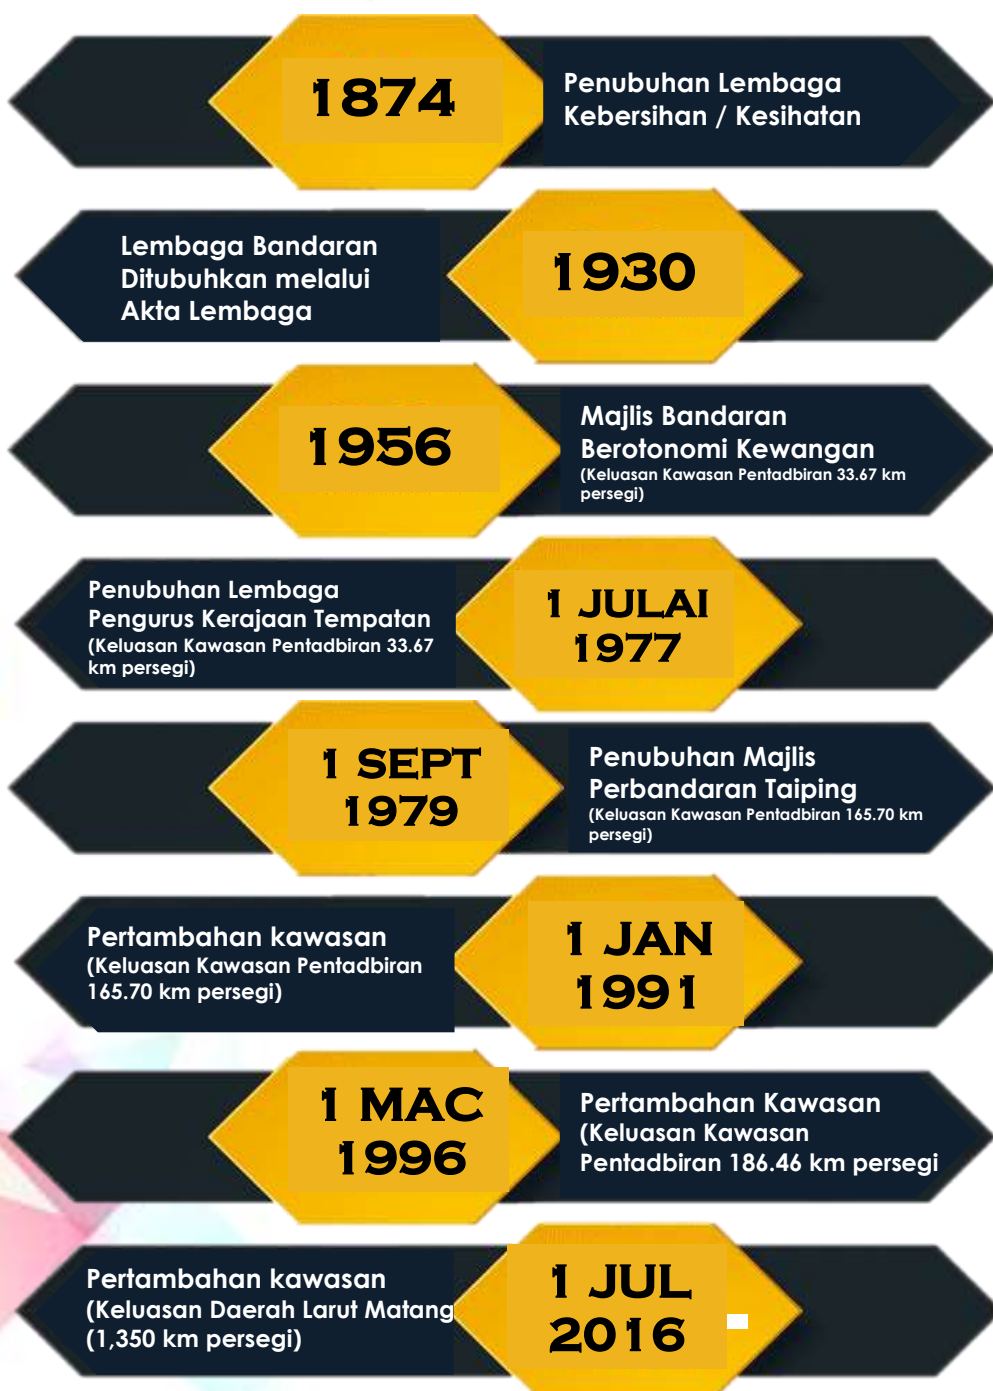 1874
Penubuhan Lembaga
Kebersihan / Kesihatan
Lembaga Bandaran
Ditubuhkan melalui
Akta Lembaga
1930
1956
Majlis Bandaran
Berotonomi Kewangan
(Keluasan Kawasan Pentadbiran 33.67 km
persegi)
Penubuhan Lembaga
Pengurus Kerajaan Tempatan
(Keluasan Kawasan Pentadbiran 33.67
km persegi)
1 JULAI
1977
1 SEPT
1979
Penubuhan Majlis
Perbandaran Taiping
(Keluasan Kawasan Pentadbiran 165.70 km
persegi)
Pertambahan kawasan
(Keluasan Kawasan Pentadbiran
165.70 km persegi)
1 JAN
1991
1 MAC
1996
Pertambahan Kawasan
(Keluasan Kawasan
Pentadbiran 186.46 km persegi
Pertambahan kawasan
(Keluasan Daerah Larut Matang
(1,350 km persegi)
1 JUL
2016